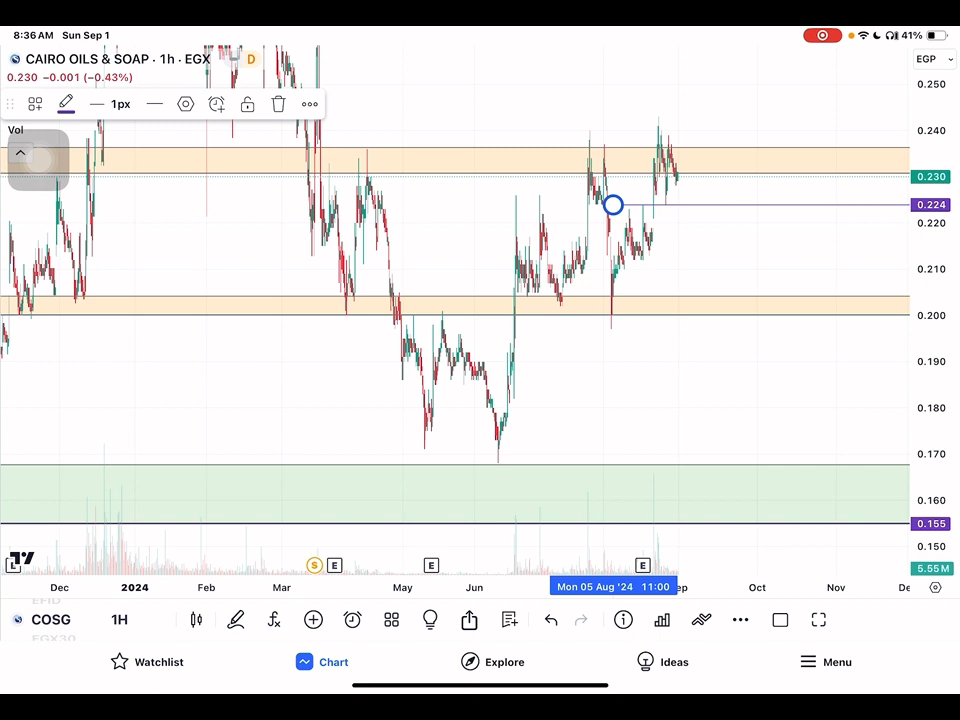 8:36 AM Sun Sep 1
41%
CAIRO OILS & SOAP · 1h · EGX
D
EGP
0.230 −0.001 (−0.43%)
0.250
1px
Vol
0.240
0.230
0.224
0.220
0.210
0.200
0.190
0.180
0.170
0.160
0.155
0.150
S
E
E
E
L
5.55M
Dec
2024
Feb
Mar
May
Jun
Mon 05 Aug '24 11:00
ep
Oct
Nov
De
EFID
COSG
1H
EGX30
Watchlist
Chart
Explore
Ideas
Menu